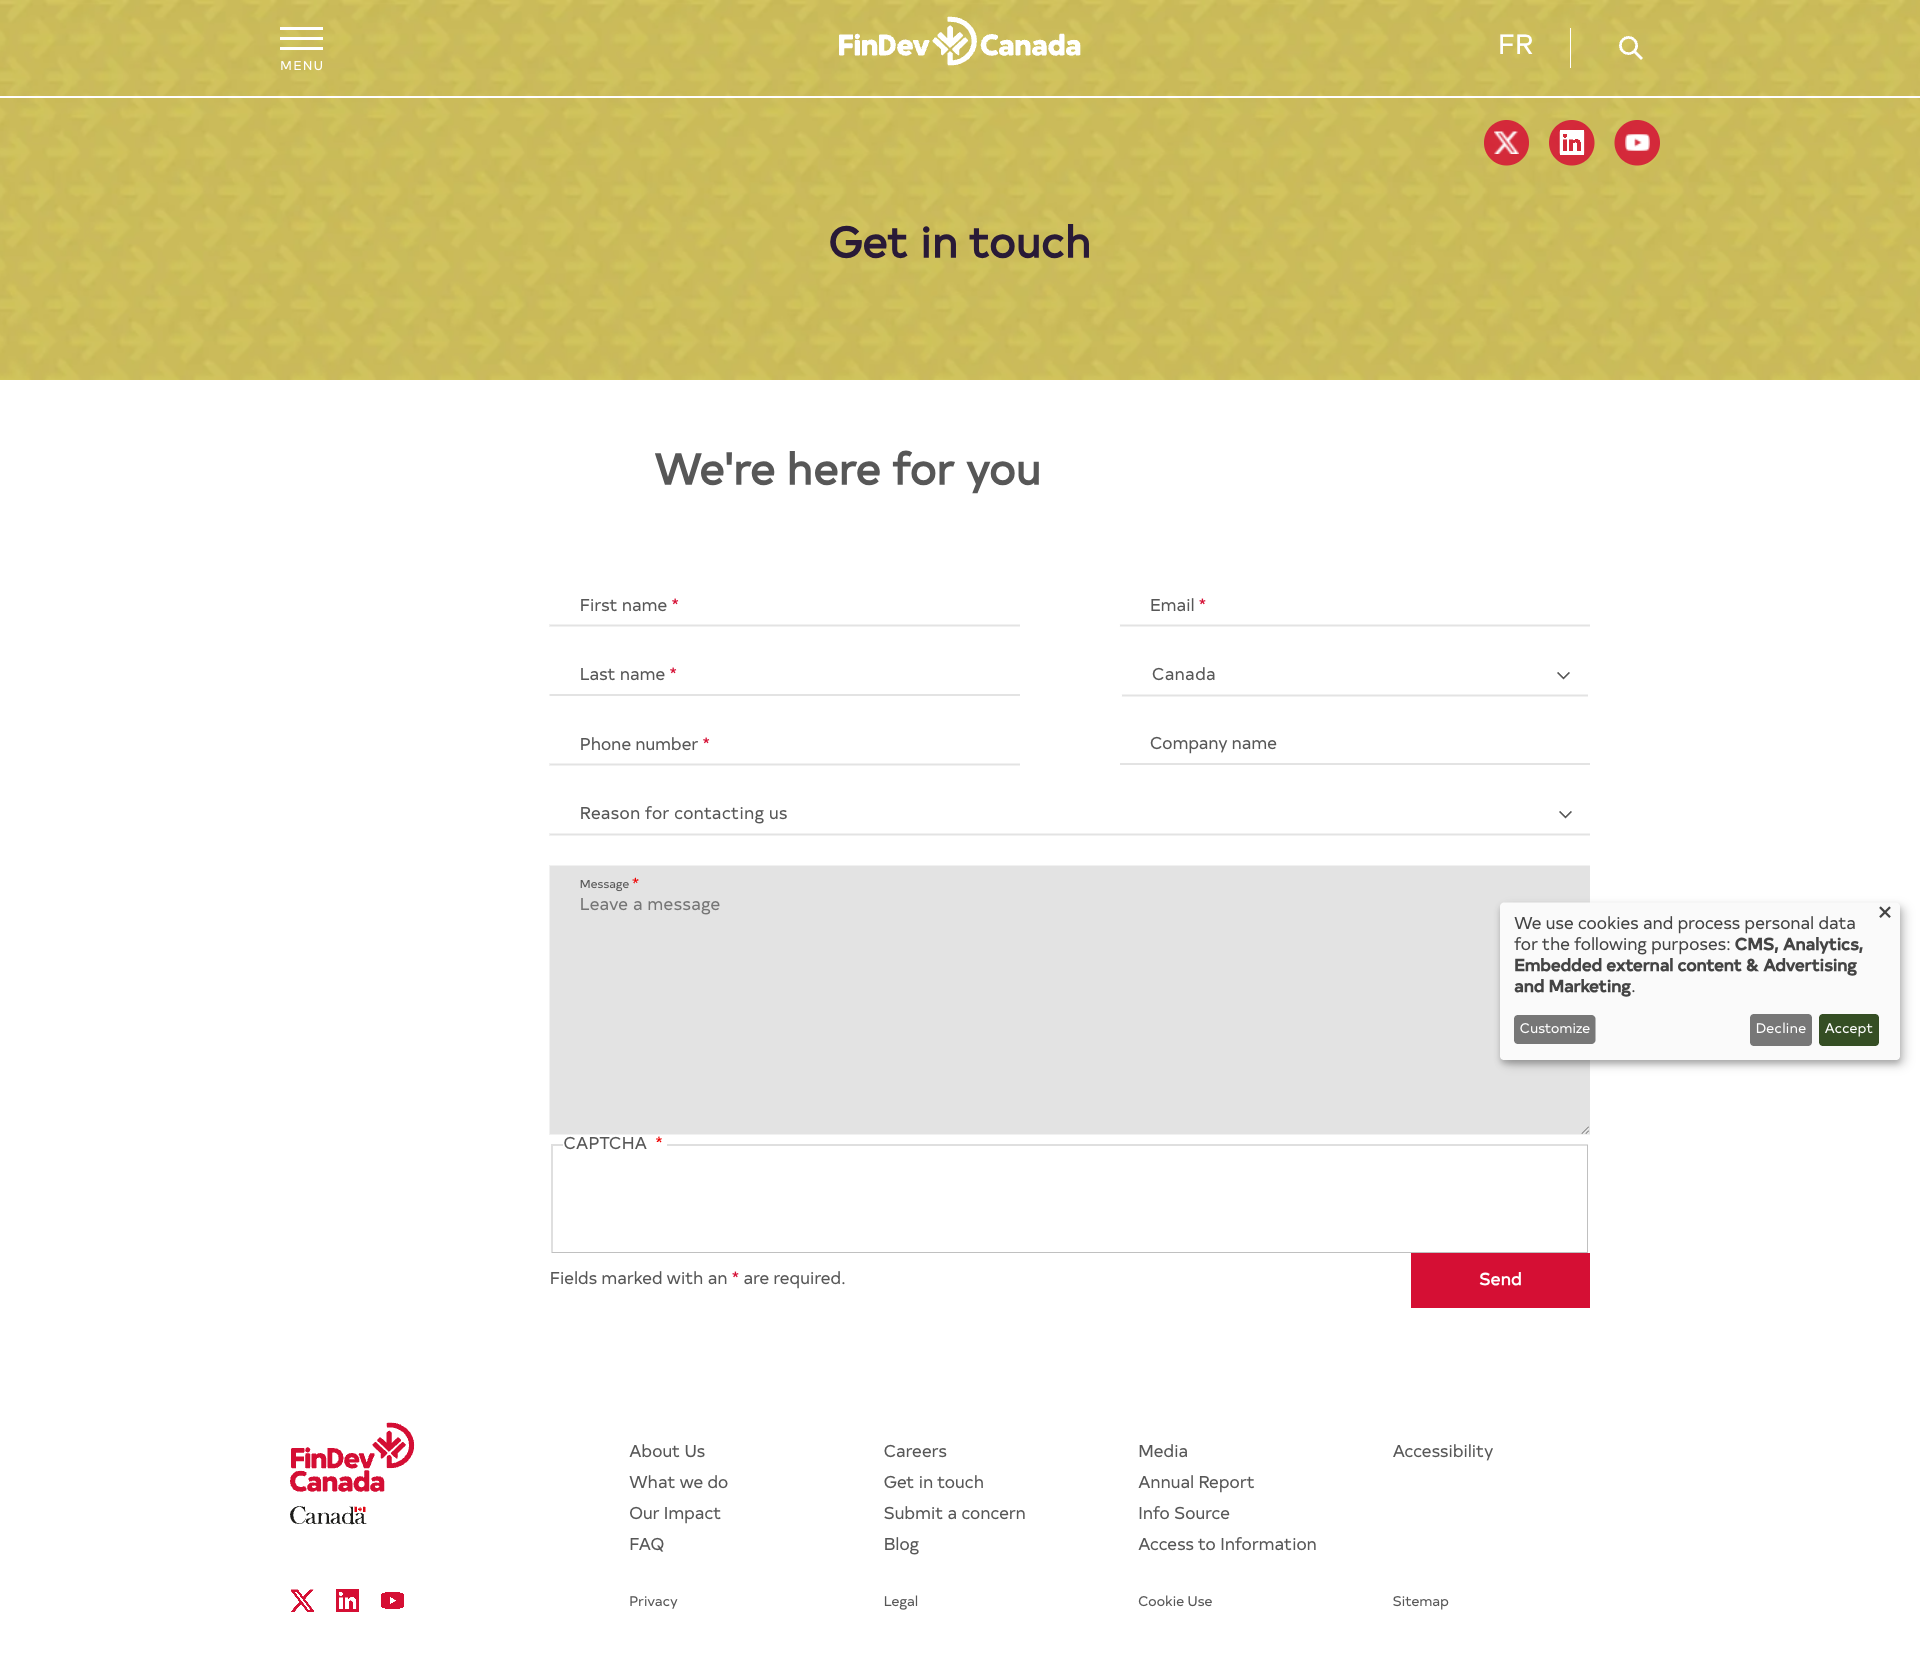 MENU
FinDev Canada
FR
Get in touch
We're here for you
First name *
Email *
Last name *
Canada
Phone number *
Company name
Reason for contacting us
Message *
Leave a message
We use cookies and process personal data
for the following purposes: CMS, Analytics,
Embedded external content & Advertising
and Marketing.
Customize
Decline
Accept
CAPTCHA *
Fields marked with an * are required.
Send
FinDev
Canada
Canada
About Us
What we do
Our Impact
FAQ
Careers
Get in touch
Submit a concern
Blog
Media
Annual Report
Info Source
Access to Information
Accessibility
Privacy
Legal
Cookie Use
Sitemap